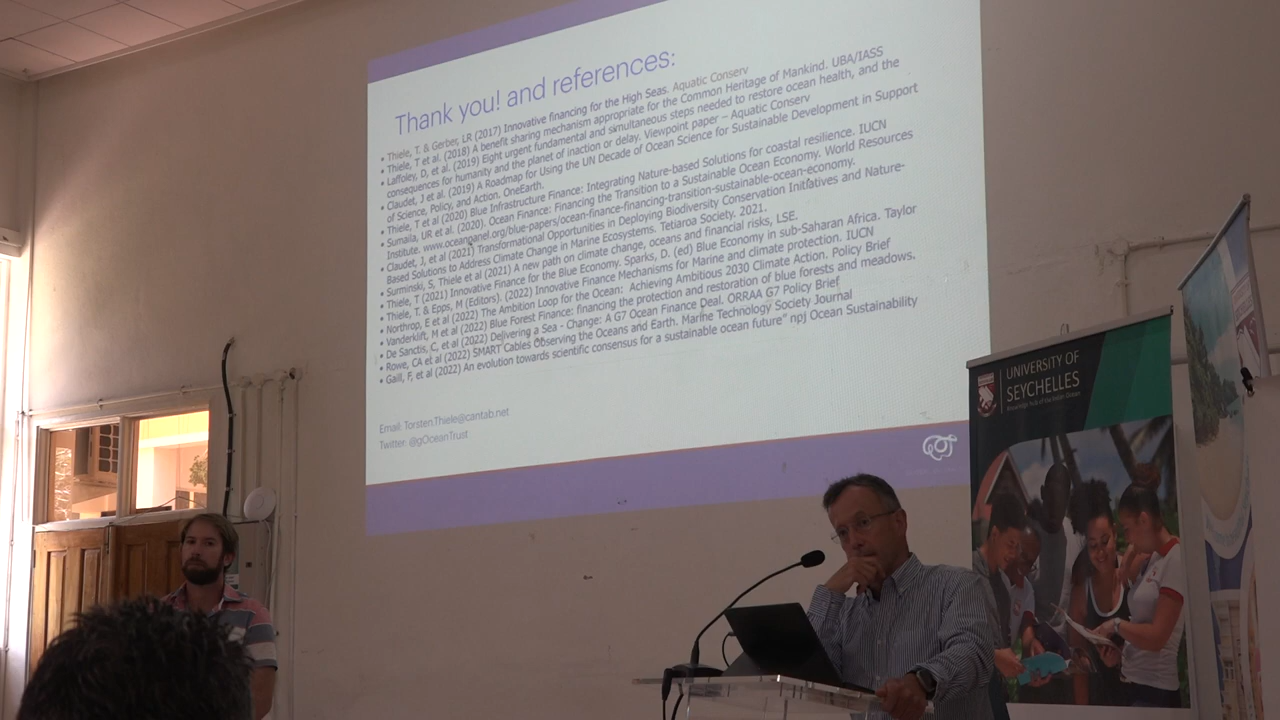 Thank you! and references:
• Thiele, T. & Gerber, LR (2017) Innovative financing for the High Seas. Aquatic Conserv
• Thiele, T et al. (2018) A benefit sharing mechanism appropriate for the Common Heritage of Mankind. UBA/IASS
• Laffoley, D, et al. (2019) Eight urgent fundamental and simultaneous steps needed to restore ocean health, and the
consequences for humanity and the planet of inaction or delay. Viewpoint paper – Aquatic Conserv
• Claudet, J et al. (2019) A Roadmap for Using the UN Decade of Ocean Science for Sustainable Development in Support
of Science, Policy, and Action. OneEarth.
• Thiele, T et al (2020) Blue Infrastructure Finance: Integrating Nature-based Solutions for coastal resilience. IUCN
• Sumaila, UR et al. (2020). Ocean Finance: Financing the Transition to a Sustainable Ocean Economy. World Resources
Institute. www.oceanpanel.org/blue-papers/ocean-finance-financing-transition-sustainable-ocean-economy.
• Claudet, J, et al (2021) Transformational Opportunities in Deploying Biodiversity Conservation Initiatives and Nature-
Based Solutions to Address Climate Change in Marine Ecosystems. Tetiaroa Society. 2021.
• Surminski, S, Thiele et al (2021) A new path on climate change, oceans and financial risks, LSE.
• Thiele, T (2021) Innovative Finance for the Blue Economy. Sparks, D. (ed) Blue Economy in sub-Saharan Africa. Taylor
• Thiele, T. & Epps, M (Editors). (2022) Innovative Finance Mechanisms for Marine and climate protection. IUCN
• Northrop, E et al (2022) The Ambition Loop for the Ocean: Achieving Ambitious 2030 Climate Action. Policy Brief
• Vanderklift, M et al (2022) Blue Forest Finance: financing the protection and restoration of blue forests and meadows.
• De Sanctis, C, et al (2022) Delivering a Sea - Change: A G7 Ocean Finance Deal. ORRAA G7 Policy Brief
• Rowe, CA et al (2022) SMART Cables Observing the Oceans and Earth. Marine Technology Society Journal
• Gaill, F, et al (2022) An evolution towards scientific consensus for a sustainable ocean future" npj Ocean Sustainability
Email: Torsten.Thiele@cantab.net
Twitter: @gOceanTrust
UNIVERSITY OF
SEYCHELLES